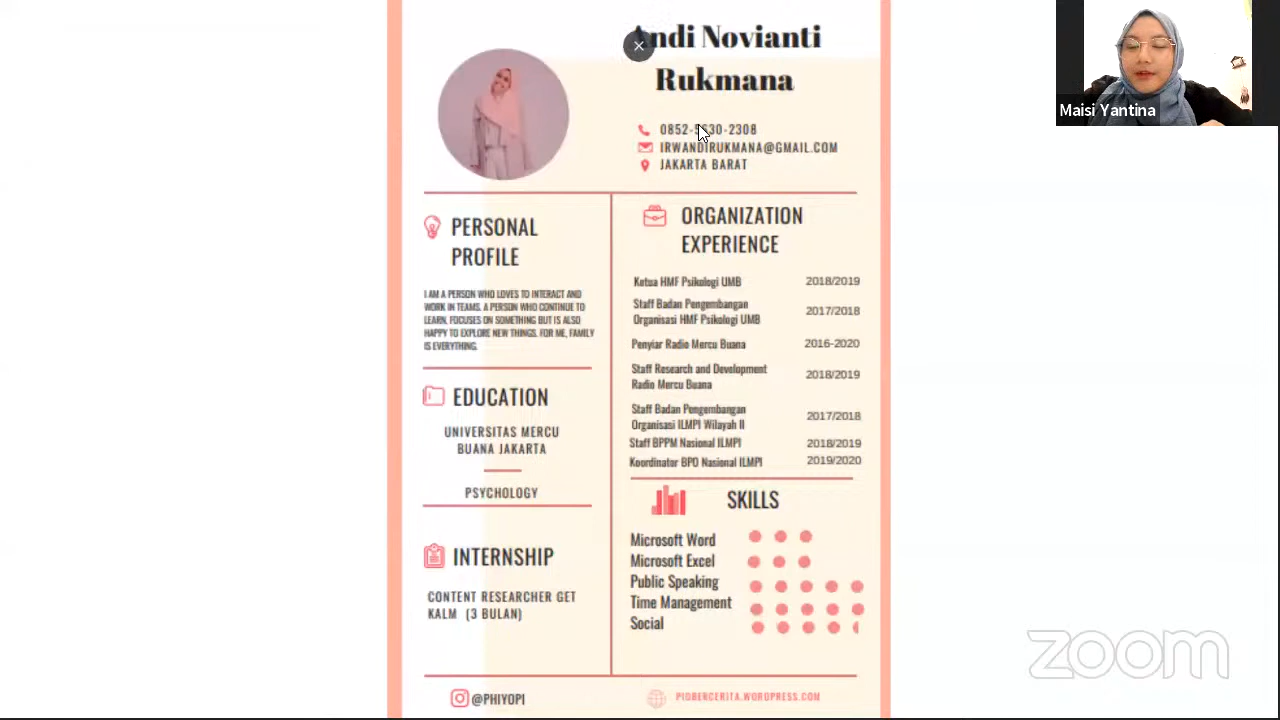 Andi Novianti
Rukmana
IRWANDIRUKMANA@GMAIL.COM
JAKARTA BARAT
PERSONAL
PROFILE
I AM A PERSON WHO LOVES TO INTERACT AND
WORK IN TEAMS. A PERSON WHO CONTINUE TO
LEARN, FOCUSES ON SOMETHING BUT IS ALSO
HAPPY TO EXPLORE NEW THINGS. FOR ME, FAMILY
IS EVERYTHING.
EDUCATION
UNIVERSITAS MERCU
BUANA JAKARTA
PSYCHOLOGY
INTERNSHIP
CONTENT RESEARCHER GET
KALM (3 BULAN)
ORGANIZATION
EXPERIENCE
Ketua HMF Psikologi UMB 2018/2019
Staff Badan Pengembangan
Organisasi HMF Psikologi UMB 2017/2018
Penyiar Radio Mercu Buana 2016-2020
Staff Research and Development
Radio Mercu Buana 2018/2019
Staff Badan Pengembangan
Organisasi ILMPI Wilayah II 2017/2018
Staff BPPM Nasional ILMPI 2018/2019
Koordinator BPO Nasional ILMPI 2019/2020
SKILLS
Microsoft Word
Microsoft Excel
Public Speaking
Time Management
Social
@PHIYOPI
PIOBERCERITA.WORDPRESS.COM
Maisi Yantina
zoom